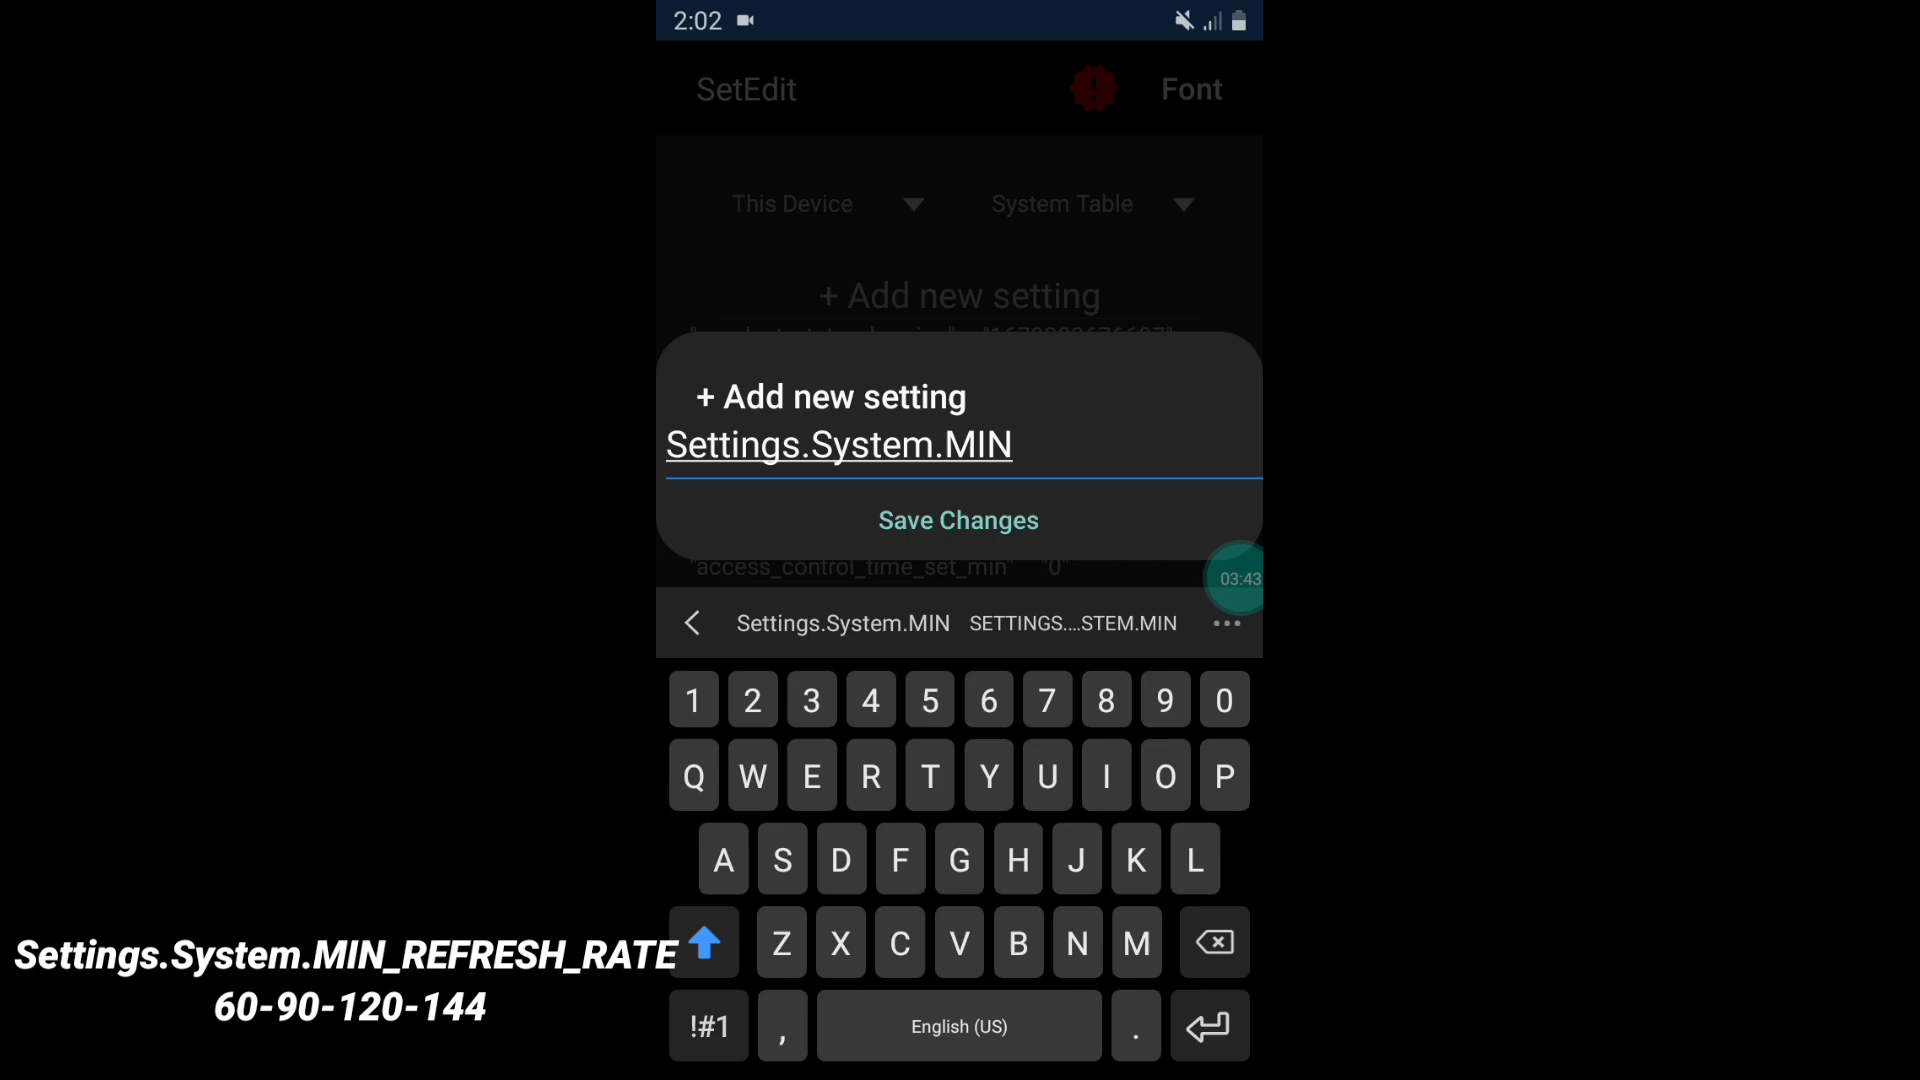 2:02
SetEdit
Font
This Device
System Table
+ Add new setting
+ Add new setting
Settings.System.MIN
Save Changes
"access_control_time_set_min" "0"
03:43
Settings.System.MIN SETTINGS....STEM.MIN
1 2 3 4 5 6 7 8 9 0
Q W E R T Y U I O P
A S D F G H J K L
Z X C V B N M
!#1 , English (US) .
Settings.System.MIN_REFRESH_RATE
60-90-120-144